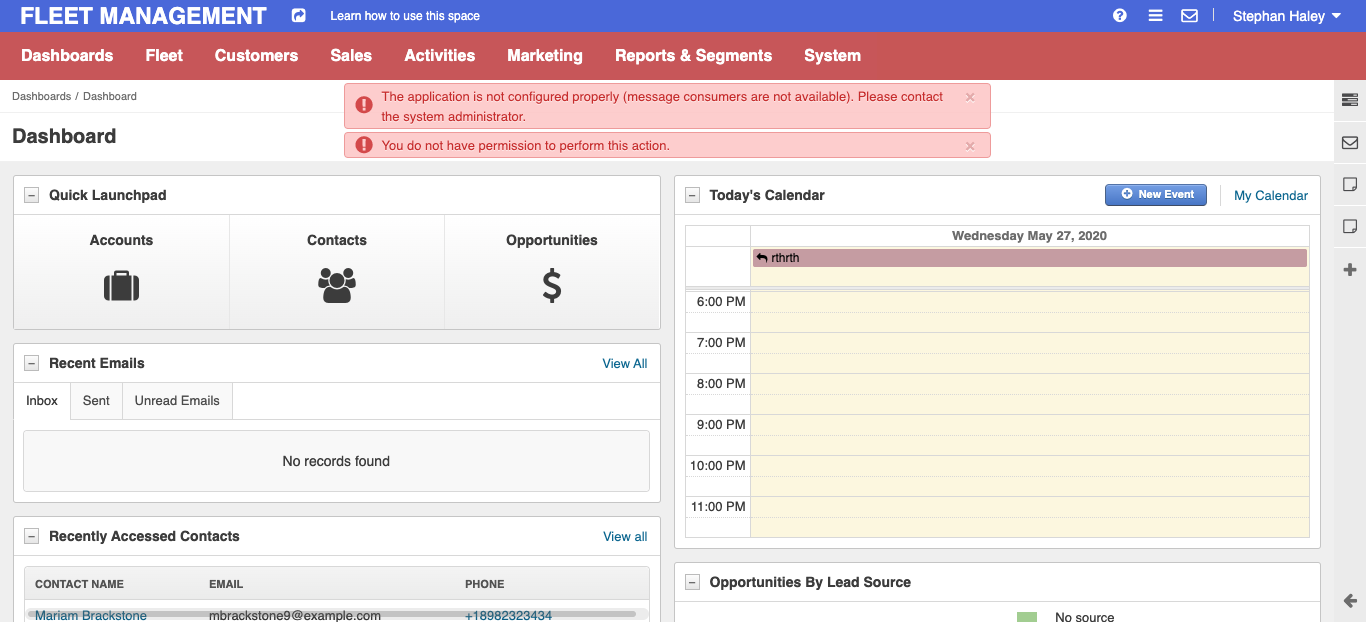 FLEET MANAGEMENT
Learn how to use this space
Stephan Haley
Dashboards
Fleet
Customers
Sales
Activities
Marketing
Reports & Segments
System
Dashboards / Dashboard
The application is not configured properly (message consumers are not available). Please contact
the system administrator.
×
You do not have permission to perform this action.
×
Dashboard
Quick Launchpad
Accounts
Contacts
Opportunities
Recent Emails
View All
Inbox
Sent
Unread Emails
No records found
Recently Accessed Contacts
View all
CONTACT NAME
EMAIL
PHONE
Mariam Brackstone
mbrackstone9@example.com
+18982323434
Today's Calendar
New Event
My Calendar
Wednesday May 27, 2020
rthrth
6:00 PM
7:00 PM
8:00 PM
9:00 PM
10:00 PM
11:00 PM
Opportunities By Lead Source
No source